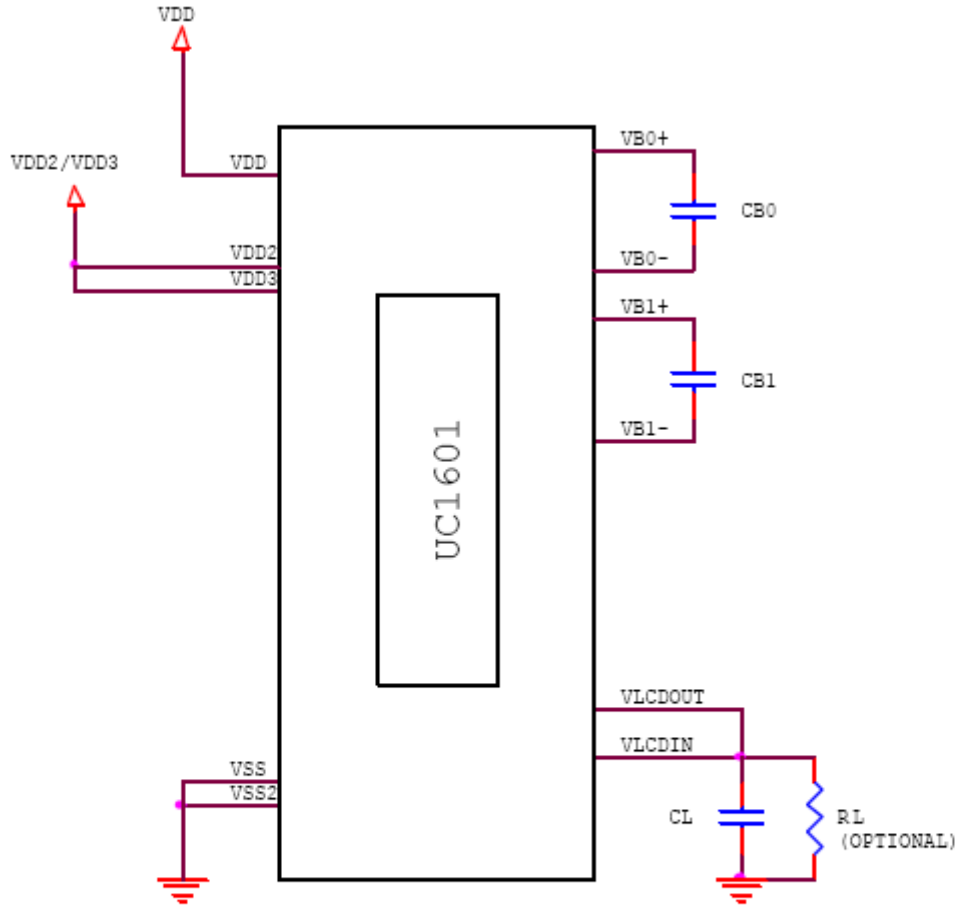 VDD
VDD2/VDD3
VDD
VDD2
VDD3
VSS
VSS2
UC1601
VB0+
CB0
VB0-
VB1+
CB1
VB1-
VLCDOUT
VLCDIN
CL
RL
(OPTIONAL)